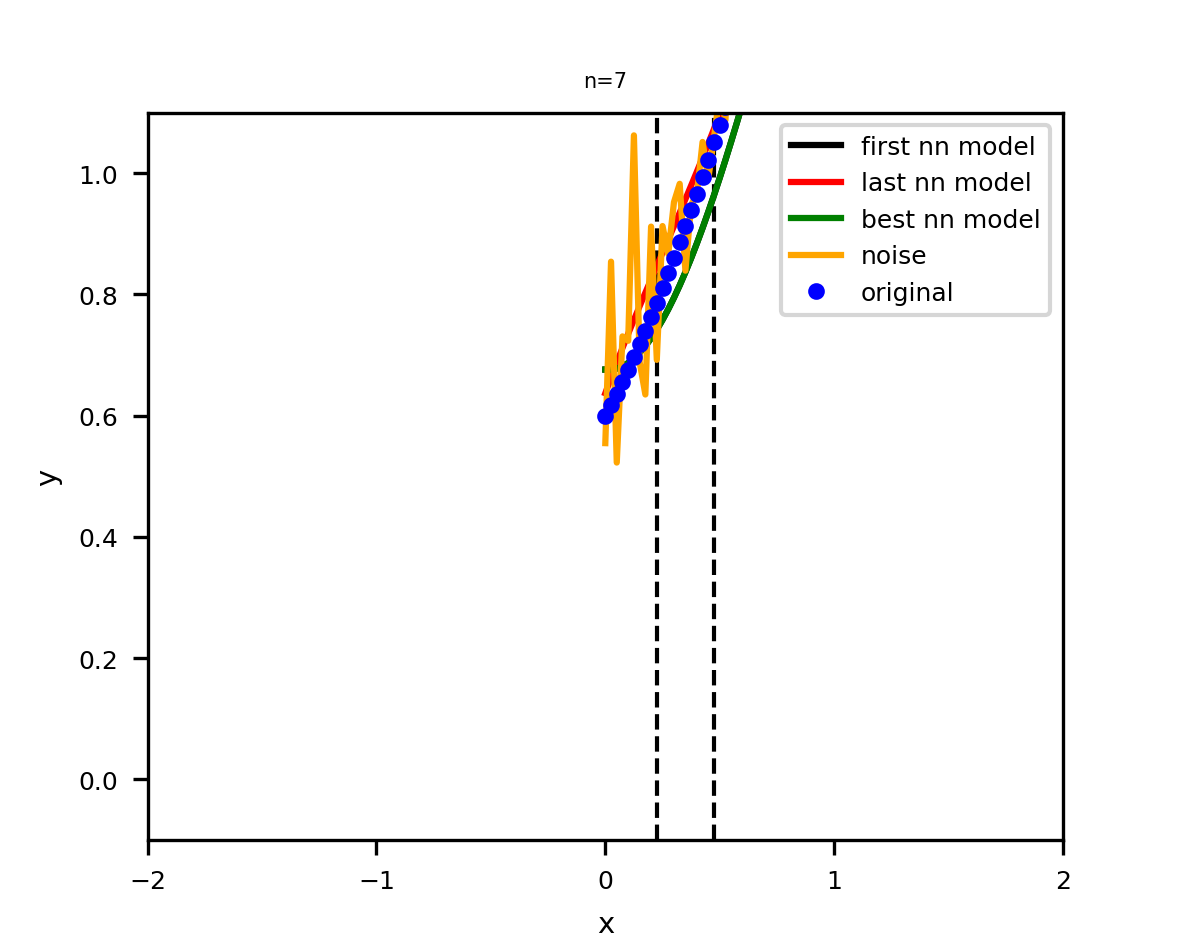 n=7
first nn model
last nn model
best nn model
noise
original
1.0
0.8
0.6
0.4
0.2
0.0
y
−2
−1
0
1
2
x